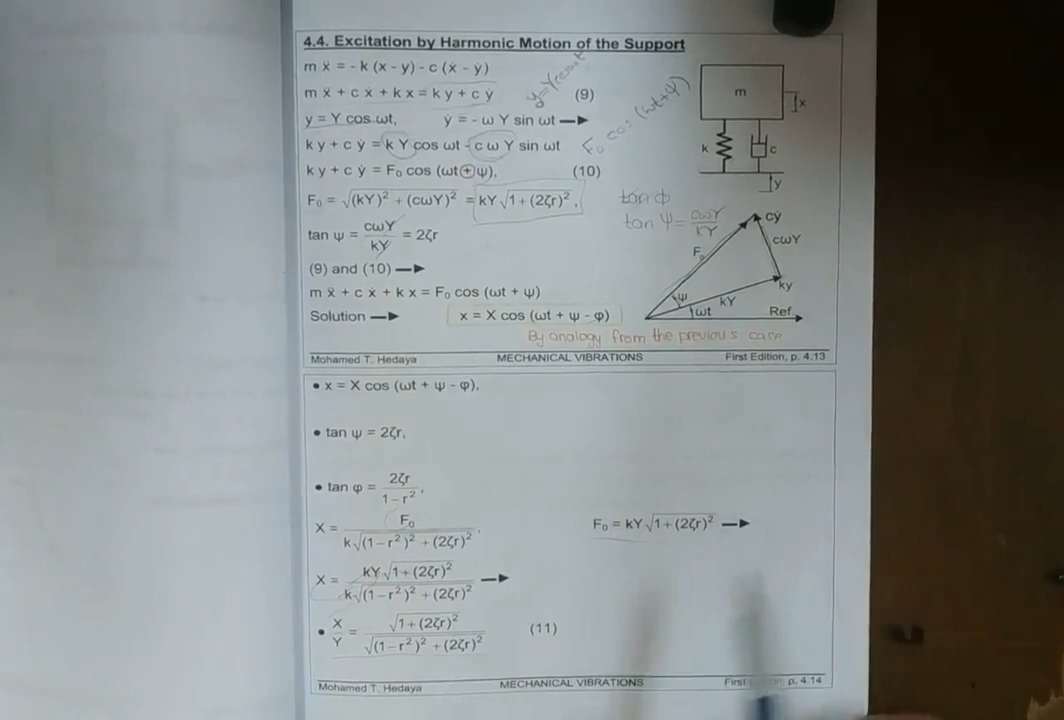 4.4. Excitation by Harmonic Motion of the Support
m ẍ = - k (x - y) - c (ẋ - ẏ)
m ẍ + c ẋ + k x = k y + c ẏ (9)
y = Y cos ωt
y = Y cos ωt, ẏ = - ω Y sin ωt
F₀ cos (ωt + ψ)
k y + c ẏ = k Y cos ωt - c ω Y sin ωt
k y + c ẏ = F₀ cos (ωt + ψ), (10)
F₀ = √(kY)² + (cωY)² = kY √1 + (2ζr)² ,
tan ϕ
tan ψ = cωY / kY
tan ψ = cωY / kY = 2ζr
(9) and (10)
m ẍ + c ẋ + k x = F₀ cos (ωt + ψ)
Solution x = X cos (ωt + ψ - φ)
By analogy from the previous case
m
x
k
c
y
cẏ
cωY
F₀
ky
ψ
kY
ωt
Ref.
Mohamed T. Hedaya MECHANICAL VIBRATIONS First Edition, p. 4.13
• x = X cos (ωt + ψ - φ),
• tan ψ = 2ζr,
• tan φ = 2ζr / 1 - r² ,
X = F₀ / k√(1 - r²)² + (2ζr)² , F₀ = kY √1 + (2ζr)²
X = kY √1 + (2ζr)² / k√(1 - r²)² + (2ζr)²
• X / Y = √1 + (2ζr)² / √(1 - r²)² + (2ζr)² (11)
Mohamed T. Hedaya MECHANICAL VIBRATIONS First p. 4.14